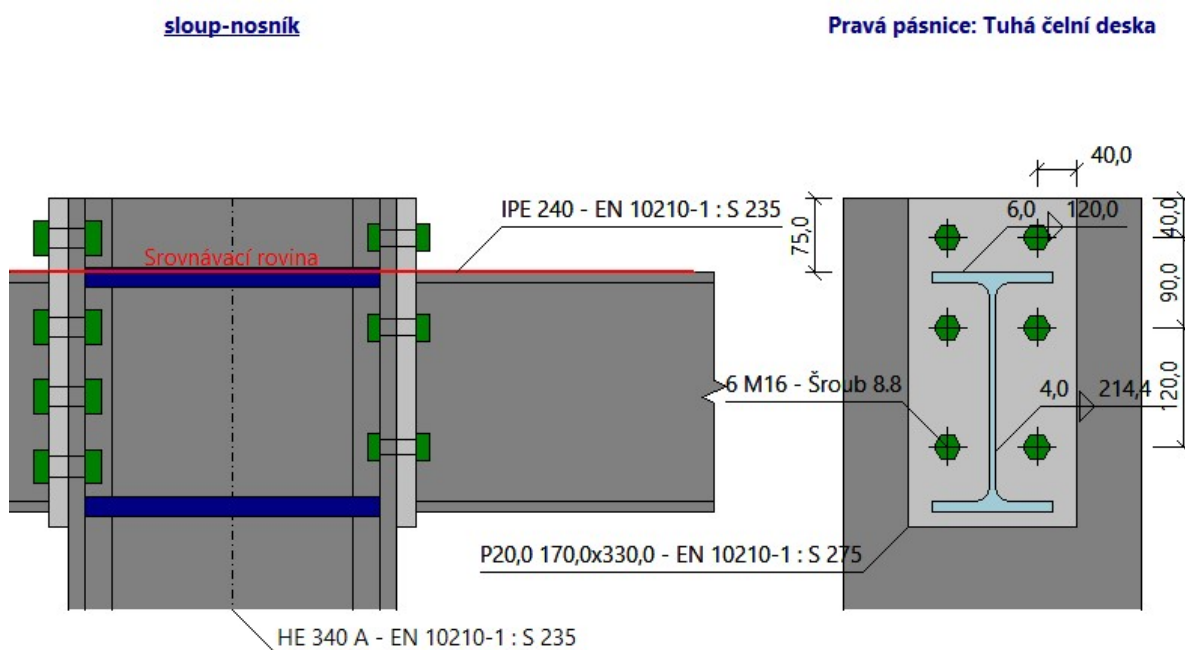 sloup-nosník
Pravá pásnice: Tuhá čelní deska
40,0
IPE 240 - EN 10210-1 : S 235
75,0
6,0
120,0
40,0
Srovnávací rovina
90,0
6 M16 - Šroub 8.8
4,0
214,4
120,0
P20,0 170,0x330,0 - EN 10210-1 : S 275
HE 340 A - EN 10210-1 : S 235